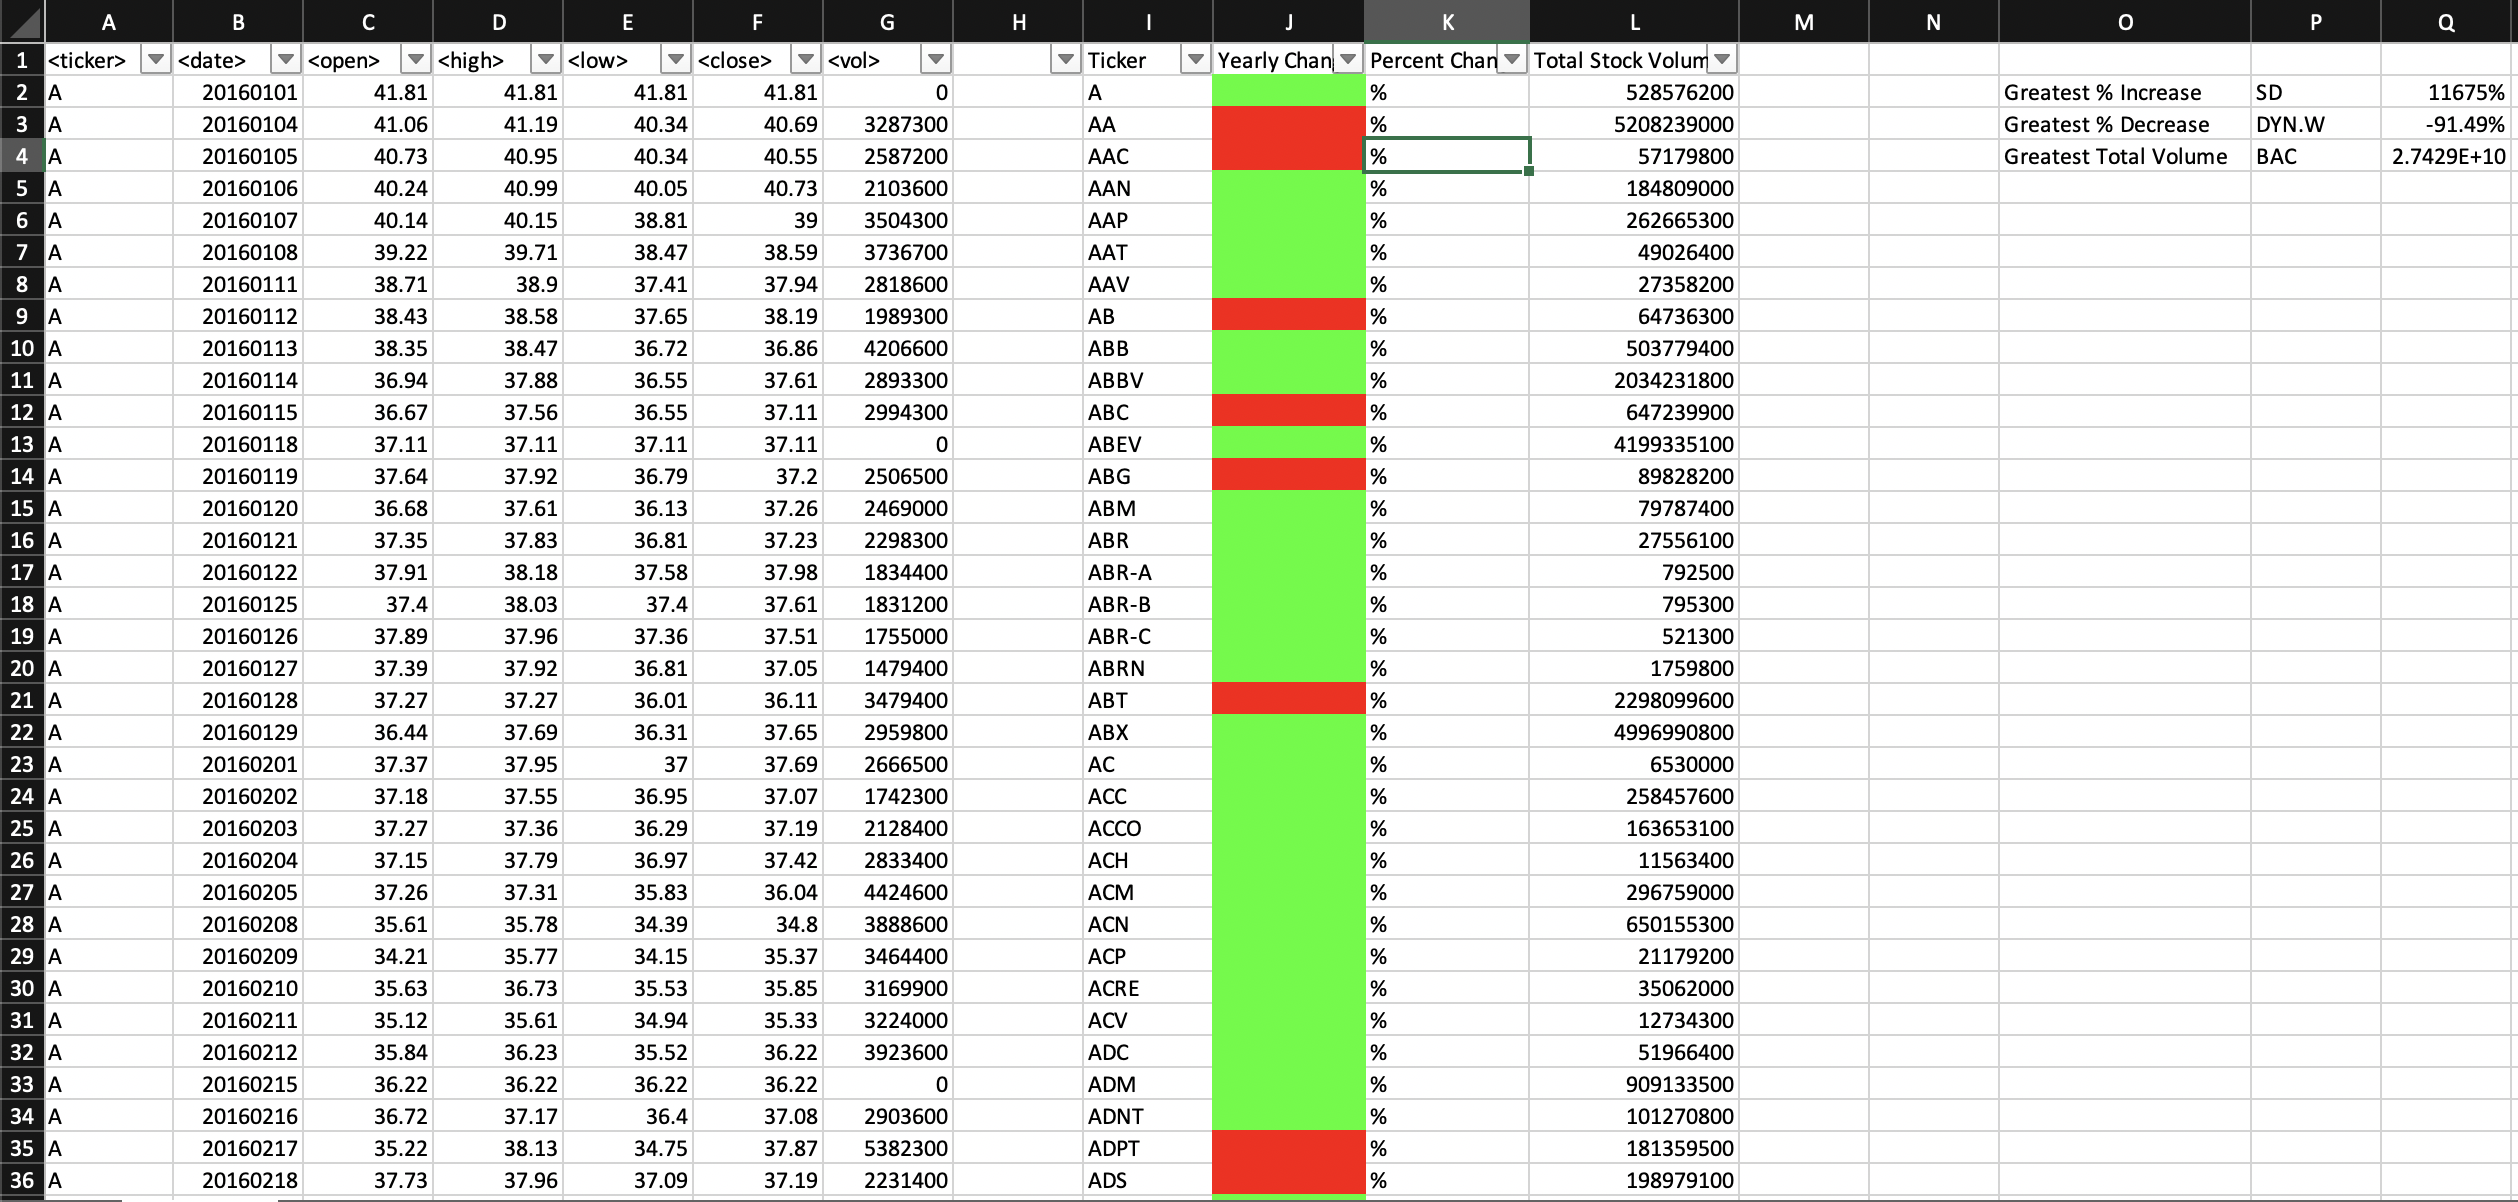 A B C D E F G H I J K L M N O P Q
1 <ticker> <date> <open> <high> <low> <close> <vol> Ticker Yearly Chan Percent Chan Total Stock Volum
2 A 20160101 41.81 41.81 41.81 41.81 0 A % 528576200 Greatest % Increase SD 11675%
3 A 20160104 41.06 41.19 40.34 40.69 3287300 AA % 5208239000 Greatest % Decrease DYN.W -91.49%
4 A 20160105 40.73 40.95 40.34 40.55 2587200 AAC % 57179800 Greatest Total Volume BAC 2.7429E+10
5 A 20160106 40.24 40.99 40.05 40.73 2103600 AAN % 184809000
6 A 20160107 40.14 40.15 38.81 39 3504300 AAP % 262665300
7 A 20160108 39.22 39.71 38.47 38.59 3736700 AAT % 49026400
8 A 20160111 38.71 38.9 37.41 37.94 2818600 AAV % 27358200
9 A 20160112 38.43 38.58 37.65 38.19 1989300 AB % 64736300
10 A 20160113 38.35 38.47 36.72 36.86 4206600 ABB % 503779400
11 A 20160114 36.94 37.88 36.55 37.61 2893300 ABBV % 2034231800
12 A 20160115 36.67 37.56 36.55 37.11 2994300 ABC % 647239900
13 A 20160118 37.11 37.11 37.11 37.11 0 ABEV % 4199335100
14 A 20160119 37.64 37.92 36.79 37.2 2506500 ABG % 89828200
15 A 20160120 36.68 37.61 36.13 37.26 2469000 ABM % 79787400
16 A 20160121 37.35 37.83 36.81 37.23 2298300 ABR % 27556100
17 A 20160122 37.91 38.18 37.58 37.98 1834400 ABR-A % 792500
18 A 20160125 37.4 38.03 37.4 37.61 1831200 ABR-B % 795300
19 A 20160126 37.89 37.96 37.36 37.51 1755000 ABR-C % 521300
20 A 20160127 37.39 37.92 36.81 37.05 1479400 ABRN % 1759800
21 A 20160128 37.27 37.27 36.01 36.11 3479400 ABT % 2298099600
22 A 20160129 36.44 37.69 36.31 37.65 2959800 ABX % 4996990800
23 A 20160201 37.37 37.95 37 37.69 2666500 AC % 6530000
24 A 20160202 37.18 37.55 36.95 37.07 1742300 ACC % 258457600
25 A 20160203 37.27 37.36 36.29 37.19 2128400 ACCO % 163653100
26 A 20160204 37.15 37.79 36.97 37.42 2833400 ACH % 11563400
27 A 20160205 37.26 37.31 35.83 36.04 4424600 ACM % 296759000
28 A 20160208 35.61 35.78 34.39 34.8 3888600 ACN % 650155300
29 A 20160209 34.21 35.77 34.15 35.37 3464400 ACP % 21179200
30 A 20160210 35.63 36.73 35.53 35.85 3169900 ACRE % 35062000
31 A 20160211 35.12 35.61 34.94 35.33 3224000 ACV % 12734300
32 A 20160212 35.84 36.23 35.52 36.22 3923600 ADC % 51966400
33 A 20160215 36.22 36.22 36.22 36.22 0 ADM % 909133500
34 A 20160216 36.72 37.17 36.4 37.08 2903600 ADNT % 101270800
35 A 20160217 35.22 38.13 34.75 37.87 5382300 ADPT % 181359500
36 A 20160218 37.73 37.96 37.09 37.19 2231400 ADS % 198979100